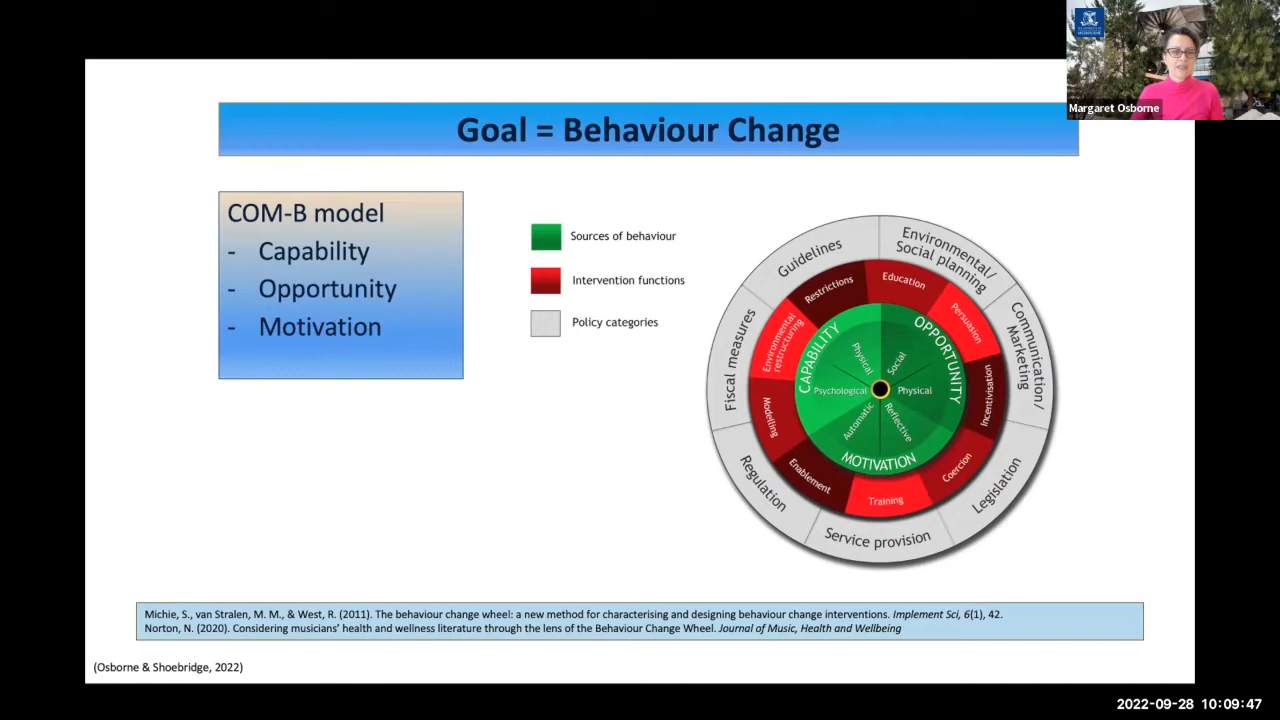 Margaret Osborne
Goal = Behaviour Change
COM-B model
- Capability
- Opportunity
- Motivation
Sources of behaviour
Intervention functions
Policy categories
Guidelines
Environmental/
Social planning
Communication/
Marketing
Legislation
Service provision
Regulation
Fiscal measures
Restrictions
Education
Persuasion
Incentivisation
Coercion
Training
Enablement
Modelling
Environmental
restructuring
CAPABILITY
OPPORTUNITY
MOTIVATION
Physical
Social
Psychological
Physical
Automatic
Reflective
Michie, S., van Stralen, M. M., & West, R. (2011). The behaviour change wheel: a new method for characterising and designing behaviour change interventions. Implement Sci, 6(1), 42.
Norton, N. (2020). Considering musicians’ health and wellness literature through the lens of the Behaviour Change Wheel. Journal of Music, Health and Wellbeing
(Osborne & Shoebridge, 2022)
2022-09-28 10:09:47